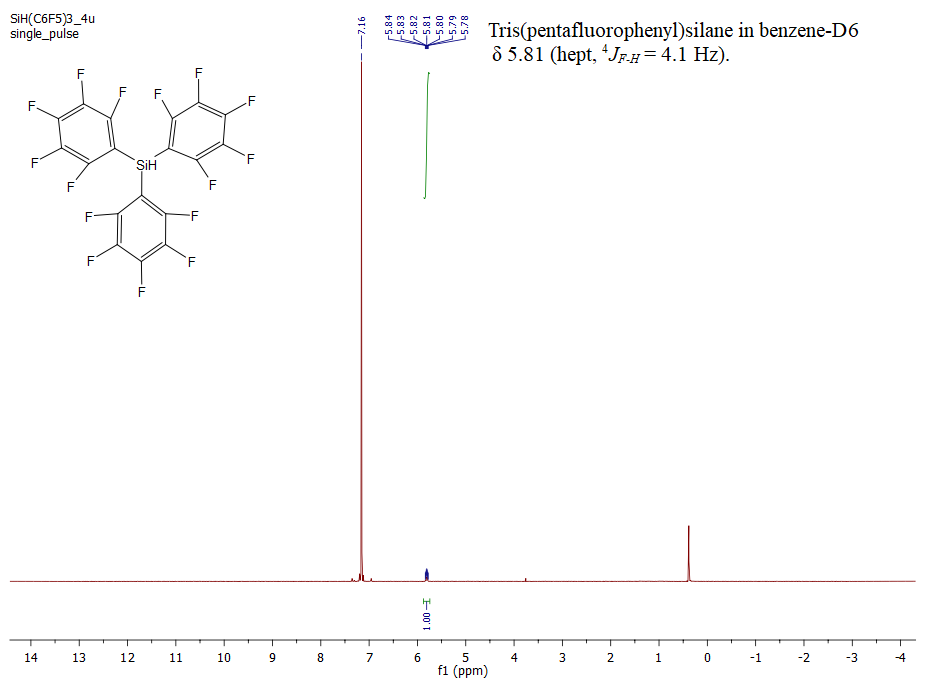 SiH(C6F5)3_4u
single_pulse
7.16
5.84
5.83
5.82
5.81
5.80
5.79
5.78
Tris(pentafluorophenyl)silane in benzene-D6
δ 5.81 (hept, ⁴J_F-H = 4.1 Hz).
F
F
F
F
F
F
F
F
F
F
SiH
F
F
F
F
F
1.00
14 13 12 11 10 9 8 7 6 5 4 3 2 1 0 -1 -2 -3 -4
f1 (ppm)